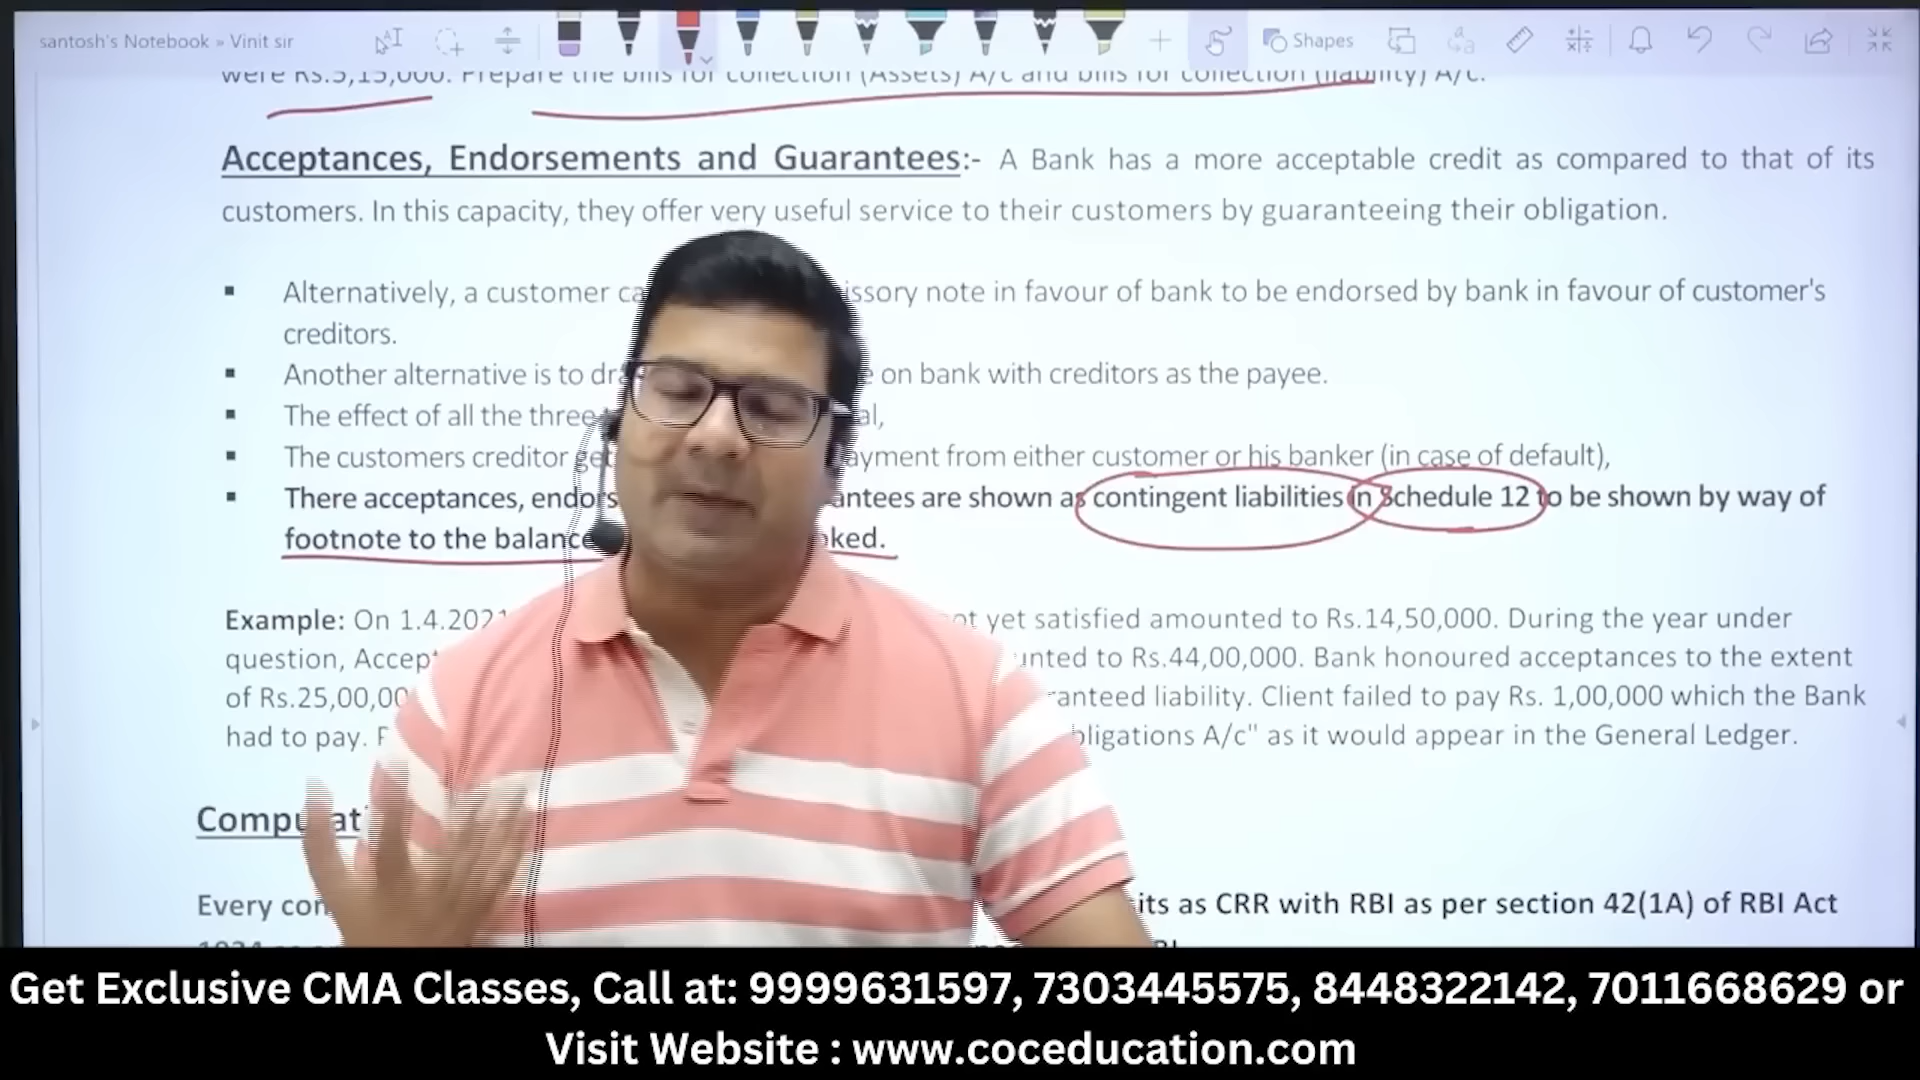 santosh's Notebook » Vinit sir
Shapes
were Rs.5,15,000. Prepare the bills for collection (Assets) A/c and bills for collection (liability) A/c.
Acceptances, Endorsements and Guarantees:- A Bank has a more acceptable credit as compared to that of its
customers. In this capacity, they offer very useful service to their customers by guaranteeing their obligation.
Alternatively, a customer ca issory note in favour of bank to be endorsed by bank in favour of customer's
creditors.
Another alternative is to dra on bank with creditors as the payee.
The effect of all the three al,
The customers creditor get ayment from either customer or his banker (in case of default),
There acceptances, endors antees are shown as contingent liabilities in Schedule 12 to be shown by way of
footnote to the balance oked.
Example: On 1.4.2021 not yet satisfied amounted to Rs.14,50,000. During the year under
question, Accept unted to Rs.44,00,000. Bank honoured acceptances to the extent
of Rs.25,00,00 ranteed liability. Client failed to pay Rs. 1,00,000 which the Bank
had to pay. bligations A/c" as it would appear in the General Ledger.
Computat
Every com its as CRR with RBI as per section 42(1A) of RBI Act
Get Exclusive CMA Classes, Call at: 9999631597, 7303445575, 8448322142, 7011668629 or
Visit Website : www.coceducation.com